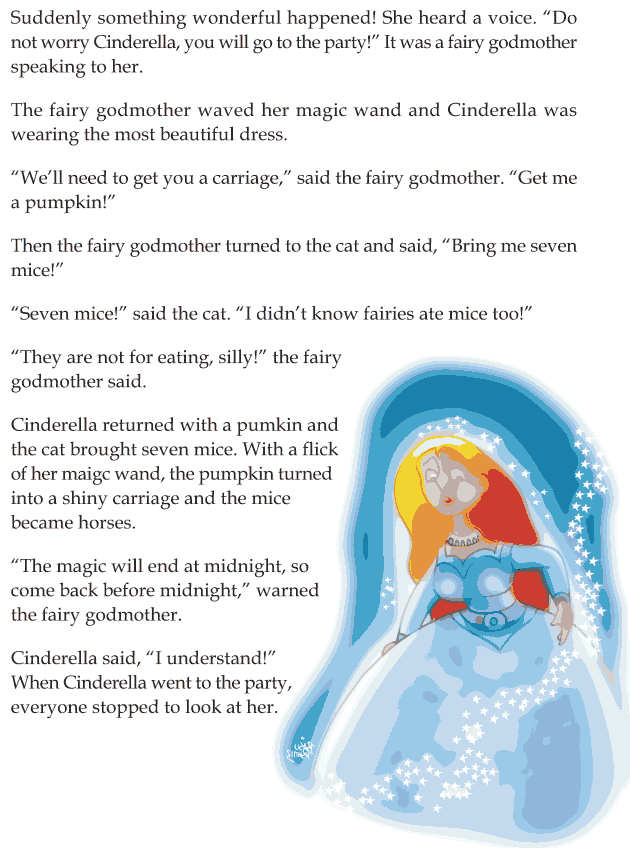 Suddenly something wonderful happened! She heard a voice. “Do
not worry Cinderella, you will go to the party!” It was a fairy godmother
speaking to her.
The fairy godmother waved her magic wand and Cinderella was
wearing the most beautiful dress.
“We’ll need to get you a carriage,” said the fairy godmother. “Get me
a pumpkin!”
Then the fairy godmother turned to the cat and said, “Bring me seven
mice!”
“Seven mice!” said the cat. “I didn’t know fairies ate mice too!”
“They are not for eating, silly!” the fairy
godmother said.
Cinderella returned with a pumkin and
the cat brought seven mice. With a flick
of her maigc wand, the pumpkin turned
into a shiny carriage and the mice
became horses.
“The magic will end at midnight, so
come back before midnight,” warned
the fairy godmother.
Cinderella said, “I understand!”
When Cinderella went to the party,
everyone stopped to look at her.